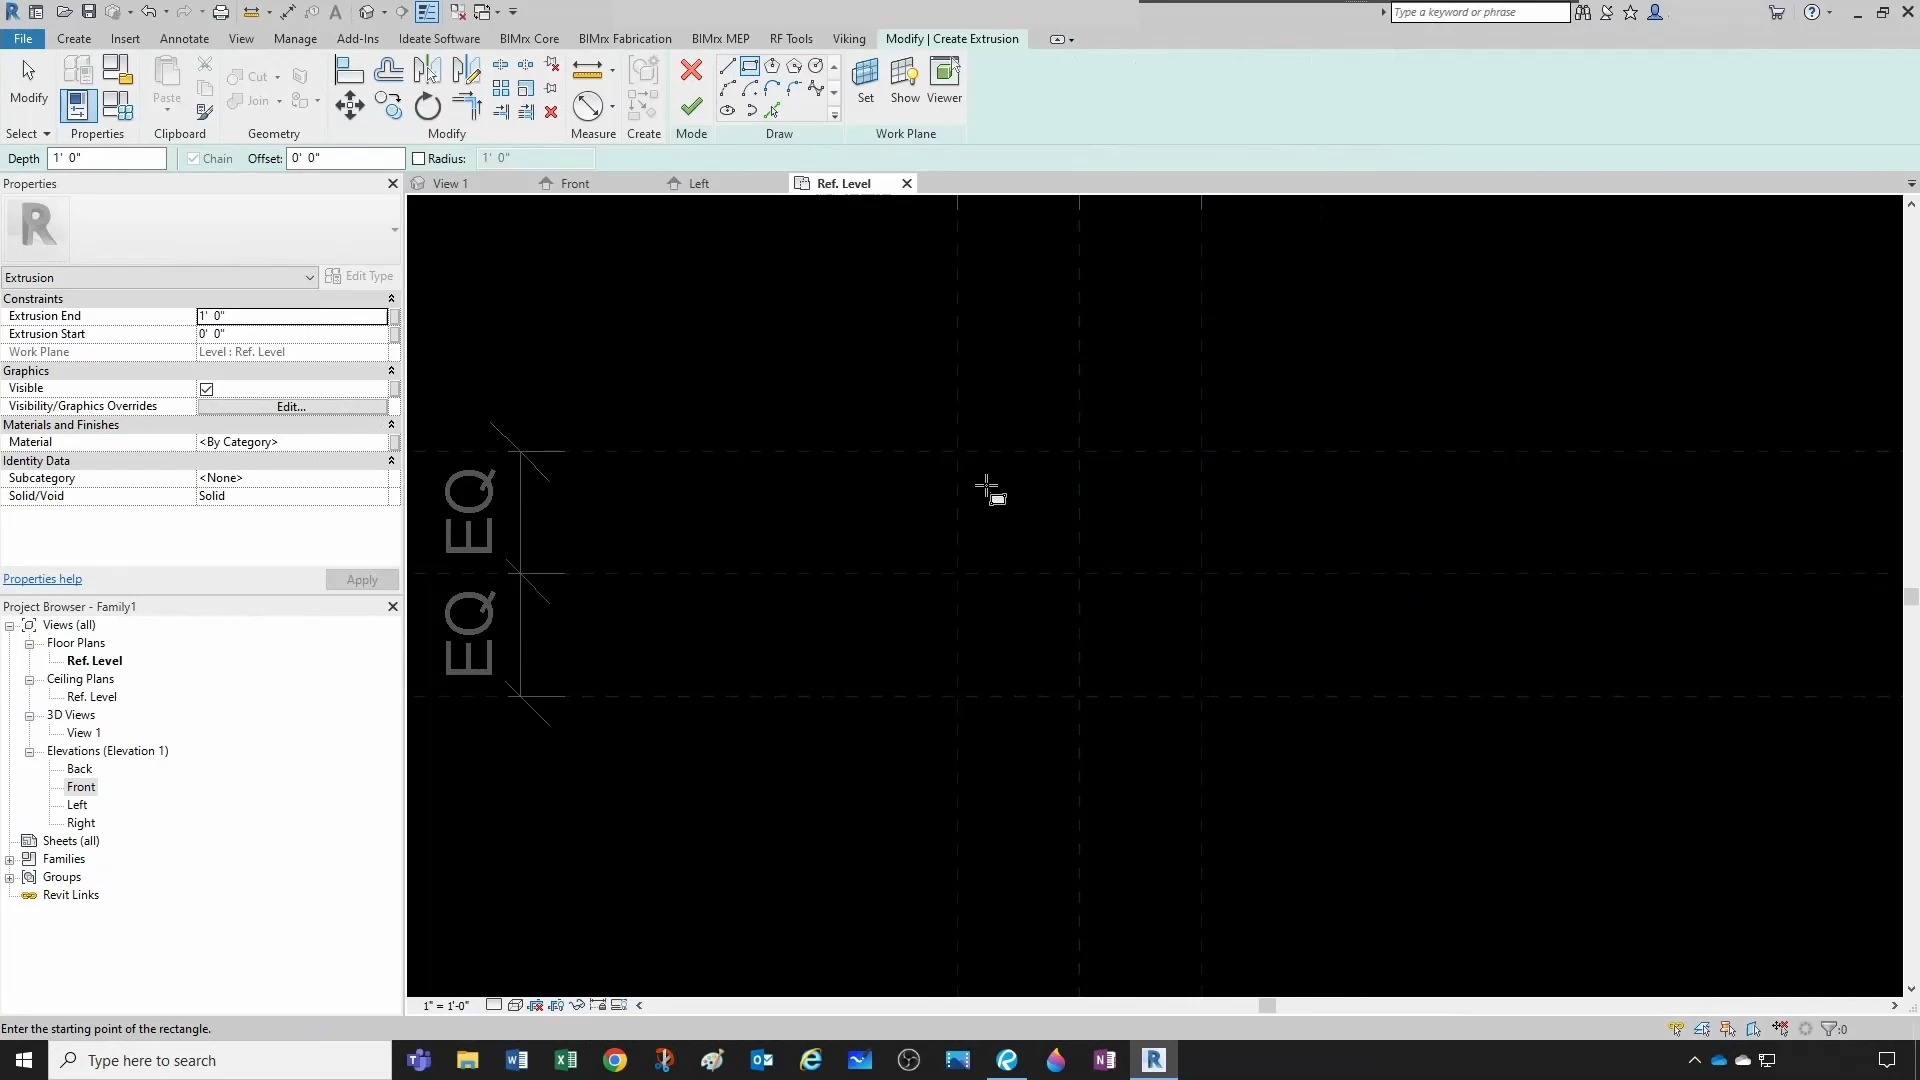 Type a keyword or phrase
File
Create
Insert
Annotate
View
Manage
Add-Ins
Ideate Software
BIMrx Core
BIMrx Fabrication
BIMrx MEP
RF Tools
Viking
Modify | Create Extrusion
Modify
Paste
Cut
Join
Set
Show
Viewer
Select
Properties
Clipboard
Geometry
Modify
Measure
Create
Mode
Draw
Work Plane
Depth
1' 0"
Chain
Offset:
0' 0"
Radius:
1' 0"
Properties
View 1
Front
Left
Ref. Level
Extrusion
Edit Type
Constraints
Extrusion End
1' 0"
Extrusion Start
0' 0"
Work Plane
Level : Ref. Level
Graphics
Visible
Visibility/Graphics Overrides
Edit...
Materials and Finishes
Material
<By Category>
Identity Data
Subcategory
<None>
Solid/Void
Solid
Properties help
Apply
EQ
EQ
Project Browser - Family1
Views (all)
Floor Plans
Ref. Level
Ceiling Plans
Ref. Level
3D Views
View 1
Elevations (Elevation 1)
Back
Front
Left
Right
Sheets (all)
Families
Groups
Revit Links
1" = 1'-0"
Enter the starting point of the rectangle.
:0
Type here to search